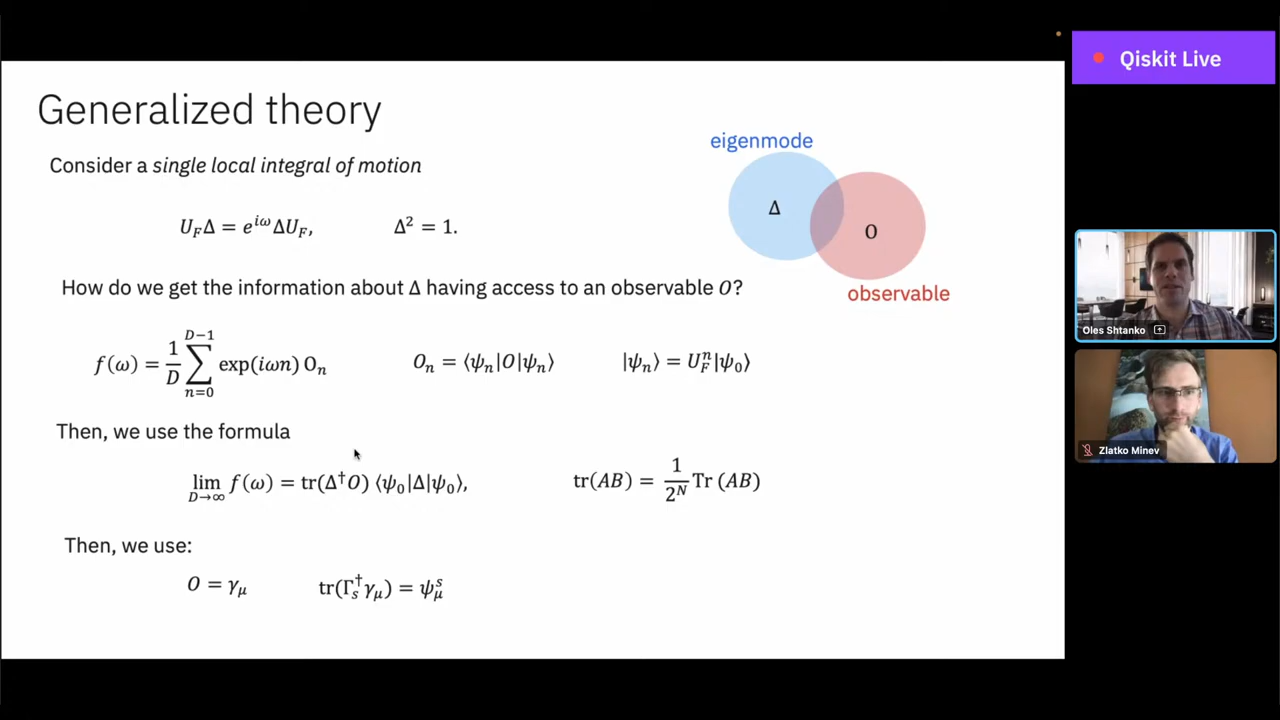 Qiskit Live
Generalized theory
eigenmode
Consider a single local integral of motion
Δ
O
U_F Δ = e^{iω} Δ U_F, Δ² = 1.
How do we get the information about Δ having access to an observable O?
observable
f(ω) = \frac{1}{D} \sum_{n=0}^{D−1} exp(iωn) O_n O_n = ⟨ψ_n|O|ψ_n⟩ |ψ_n⟩ = U_F^n|ψ_0⟩
Oles Shtanko
Then, we use the formula
Zlatko Minev
\lim_{D→∞} f(ω) = tr(Δ†O) ⟨ψ_0|Δ|ψ_0⟩, tr(AB) = \frac{1}{2^N} Tr (AB)
Then, we use:
O = γ_μ tr(Γ_s^† γ_μ) = ψ_μ^s